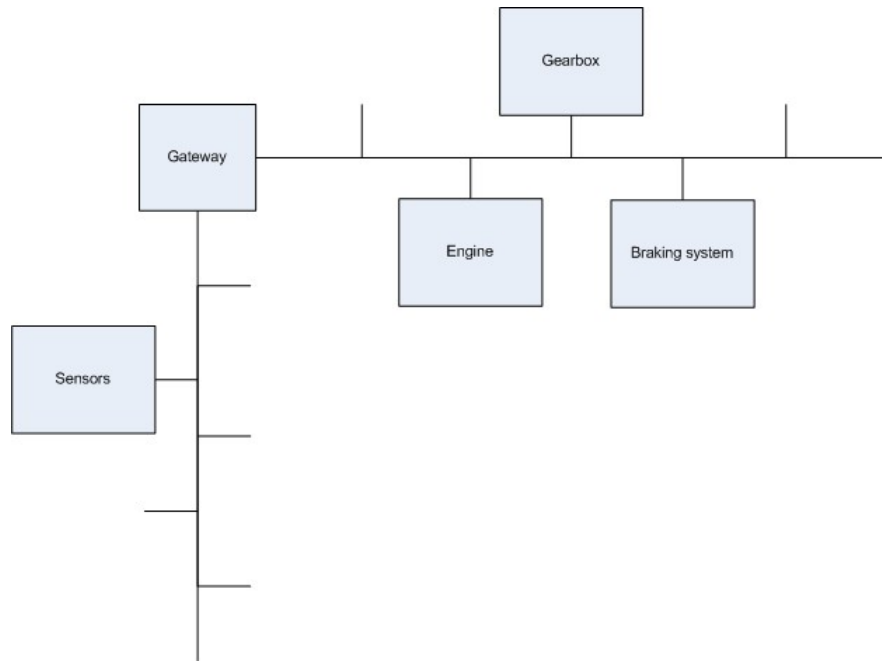 Gearbox
Gateway
Engine
Braking system
Sensors